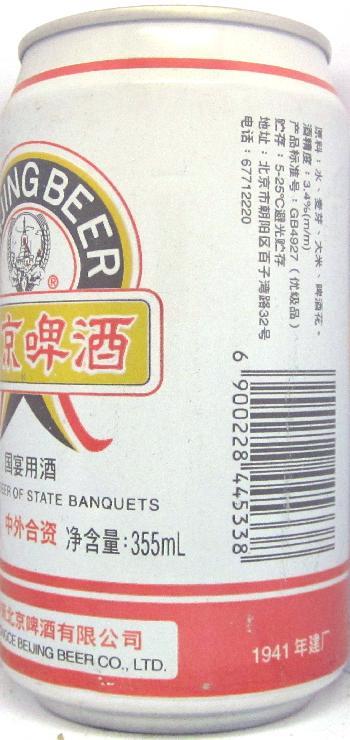 ING BEER
®
京啤酒
国宴用酒
BEER OF STATE BANQUETS
中外合资 净含量:355mL
北京啤酒有限公司
BEIJING BEER CO., LTD.
1941年建厂
原料:水、麦芽、大米、啤酒花。
酒精度:3.4%(m/m)
产品标准号:GB4927(优级品)
贮存:5-25℃避光贮存
地址:北京市朝阳区百子湾路32号
电话:67712220
6 900228 445338